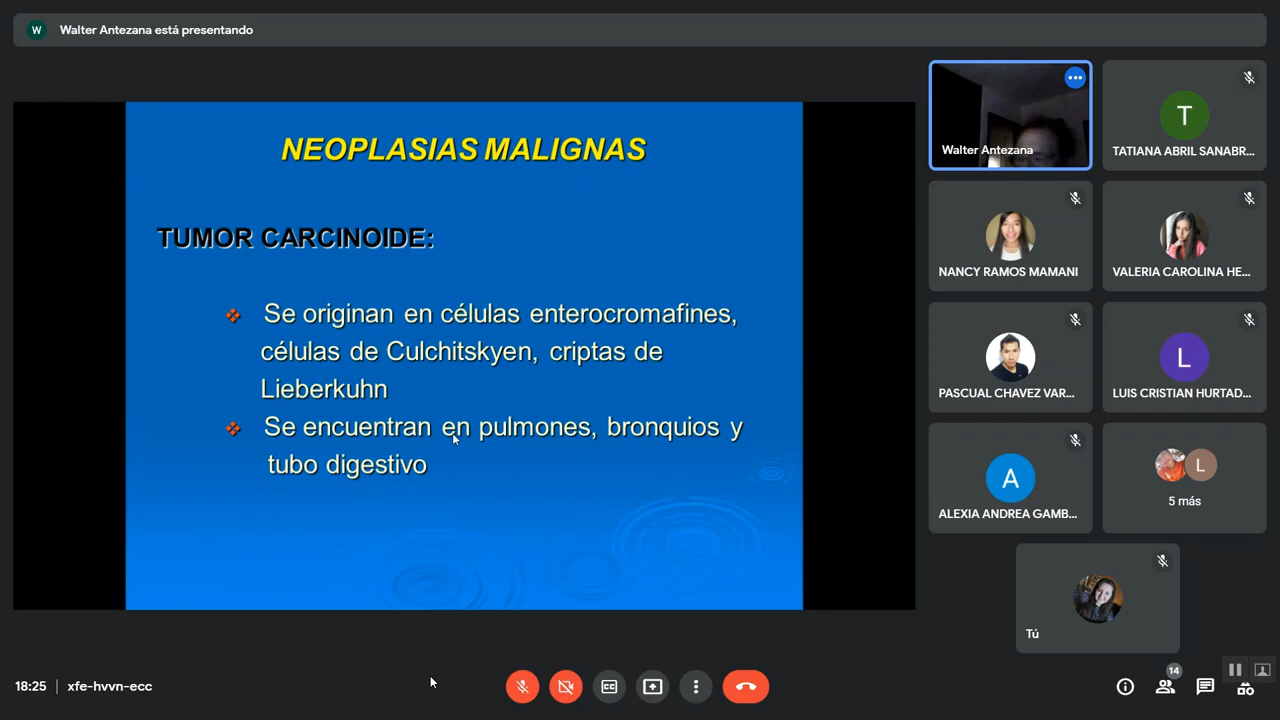 W
Walter Antezana está presentando
NEOPLASIAS MALIGNAS
TUMOR CARCINOIDE:
Se originan en células enterocromafines,
células de Culchitskyen, criptas de
Lieberkuhn
Se encuentran en pulmones, bronquios y
tubo digestivo
Walter Antezana
T
TATIANA ABRIL SANABR...
NANCY RAMOS MAMANI
VALERIA CAROLINA HE...
PASCUAL CHAVEZ VAR...
L
LUIS CRISTIAN HURTAD...
A
ALEXIA ANDREA GAMB...
L
5 más
Tú
18:25 | xfe-hvvn-ecc
CC
14